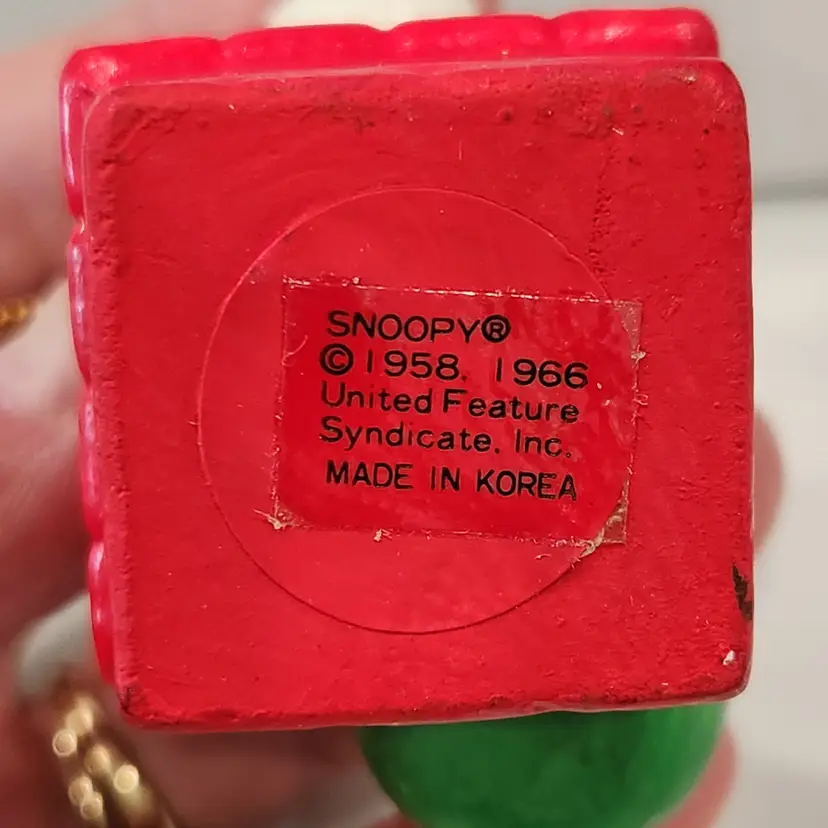 SNOOPY®
© 1958, 1966
United Feature
Syndicate, Inc.
MADE IN KOREA